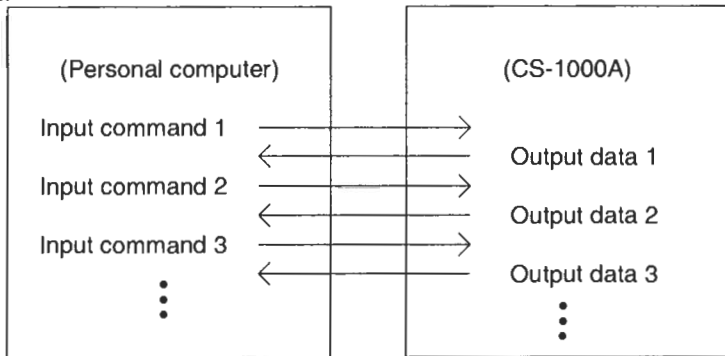 (Personal computer) (CS-1000A)
Input command 1
Output data 1
Input command 2
Output data 2
Input command 3
Output data 3